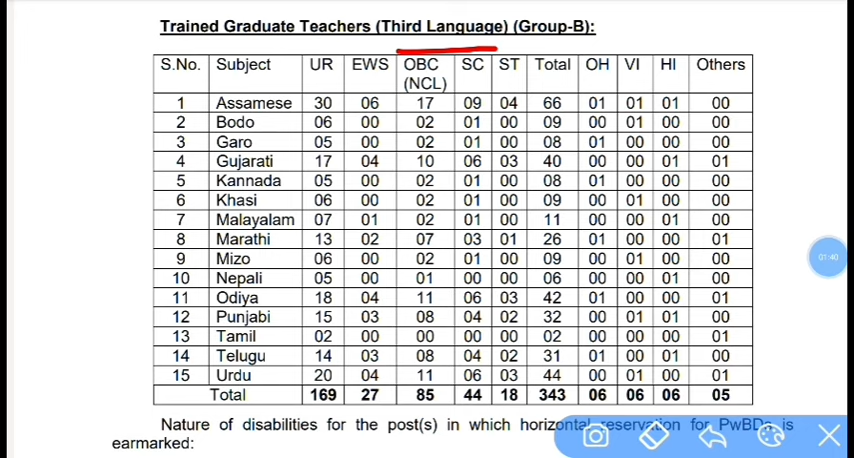 Trained Graduate Teachers (Third Language) (Group-B):
S.No. Subject UR EWS OBC (NCL) SC ST Total OH VI HI Others
1 Assamese 30 06 17 09 04 66 01 01 01 00
2 Bodo 06 00 02 01 00 09 00 01 00 00
3 Garo 05 00 02 01 00 08 01 00 00 00
4 Gujarati 17 04 10 06 03 40 00 00 01 01
5 Kannada 05 00 02 01 00 08 01 00 00 00
6 Khasi 06 00 02 01 00 09 00 01 00 00
7 Malayalam 07 01 02 01 00 11 00 00 01 00
8 Marathi 13 02 07 03 01 26 01 00 00 01
9 Mizo 06 00 02 01 00 09 00 01 00 00
10 Nepali 05 00 01 00 00 06 00 00 01 00
11 Odiya 18 04 11 06 03 42 01 00 00 01
12 Punjabi 15 03 08 04 02 32 00 01 01 00
13 Tamil 02 00 00 00 00 02 00 00 00 01
14 Telugu 14 03 08 04 02 31 01 00 01 00
15 Urdu 20 04 11 06 03 44 00 01 00 01
Total 169 27 85 44 18 343 06 06 06 05
Nature of disabilities for the post(s) in which horizontal reservation for PwBDs is
earmarked:
01:40